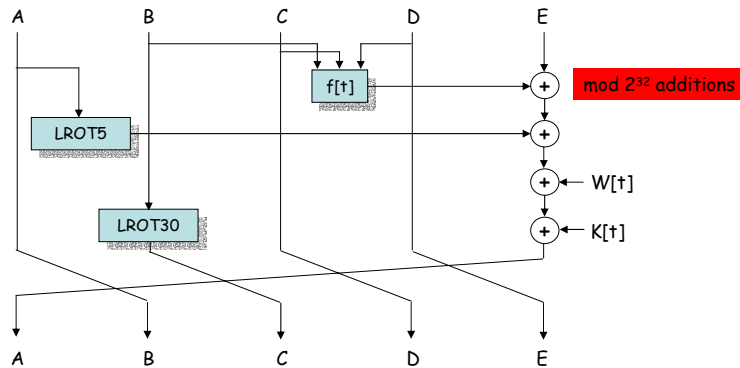 A B C D E
f[t]
+
mod 2³² additions
LROT5
+
+
W[t]
LROT30
+
K[t]
A B C D E